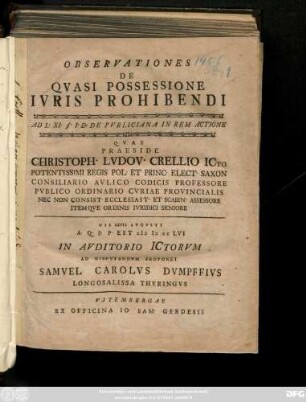 OBSERVATIONES
DE
QVASI POSSESSIONE
IVRIS PROHIBENDI
AD L· XI· § I· D· DE PVBLICIANA IN REM ACTIONE
QVAS
PRAESIDE
CHRISTOPH· LVDOV· CRELLIO ICTO
POTENTISSIMI REGIS POL· ET PRINC· ELECT· SAXON·
CONSILIARIO AVLICO CODICIS PROFESSORE
PVBLICO ORDINARIO CVRIAE PROVINCIALIS
NEC NON CONSIST· ECCLESIAST· ET SCABIN· ASSESSORE
ITEMQVE ORDINIS IVRIDICI SENIORE
AVGVSTI
IN AVDITORIO ICTORVM
AD DISPVTANDVM PROPONET
SAMVEL CAROLVS DVMPFFIVS
LONGOSALISSA THVRINGVS
VITENBERGAE
EX OFFICINA IO· SAM· GERDESII